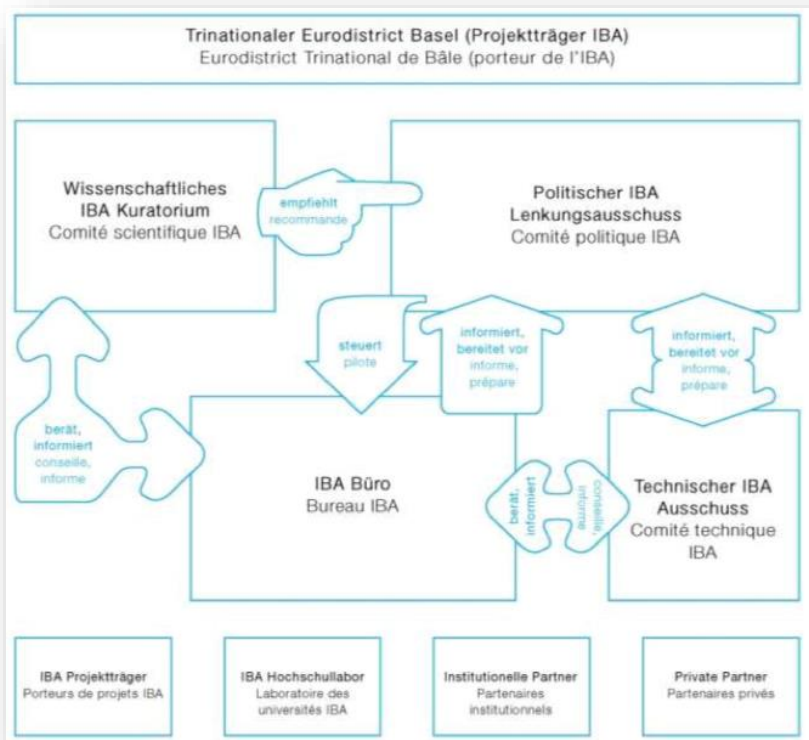 Trinationaler Eurodistrict Basel (Projektträger IBA)
Eurodistrict Trinational de Bâle (porteur de l'IBA)
Wissenschaftliches
IBA Kuratorium
Comité scientifique IBA
empfiehlt
recommande
Politischer IBA
Lenkungsausschuss
Comité politique IBA
steuert
pilote
informiert,
bereitet vor
informe,
prépare
informiert,
bereitet vor
informe,
prépare
berät,
informiert
conseille,
informe
IBA Büro
Bureau IBA
berät,
informiert
conseille,
informe
Technischer IBA
Ausschuss
Comité technique
IBA
IBA Projektträger
Porteurs de projets IBA
IBA Hochschullabor
Laboratoire des
universités IBA
Institutionelle Partner
Partenaires
institutionnels
Private Partner
Partenaires privés